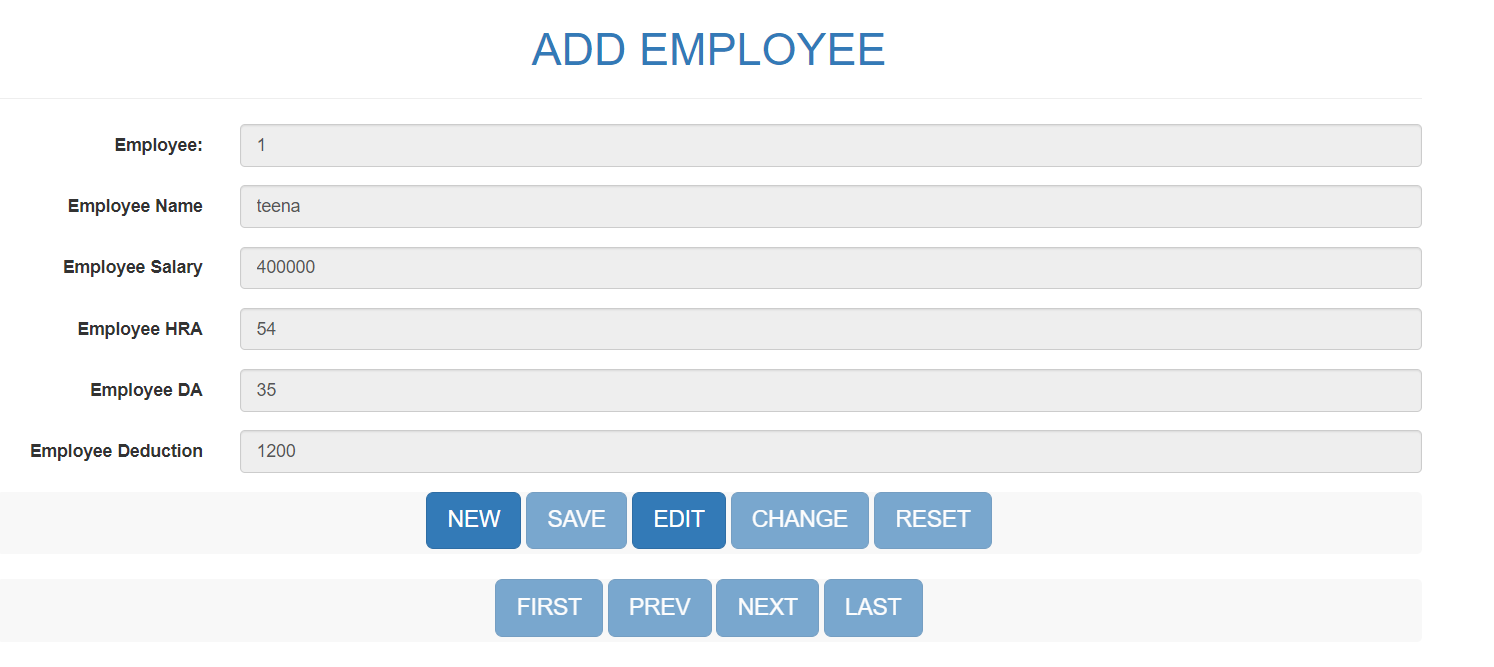 ADD EMPLOYEE
Employee: 1
Employee Name teena
Employee Salary 400000
Employee HRA 54
Employee DA 35
Employee Deduction 1200
NEW SAVE EDIT CHANGE RESET
FIRST PREV NEXT LAST